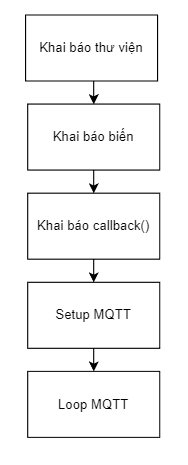 Khai báo thư viện
Khai báo biến
Khai báo callback()
Setup MQTT
Loop MQTT